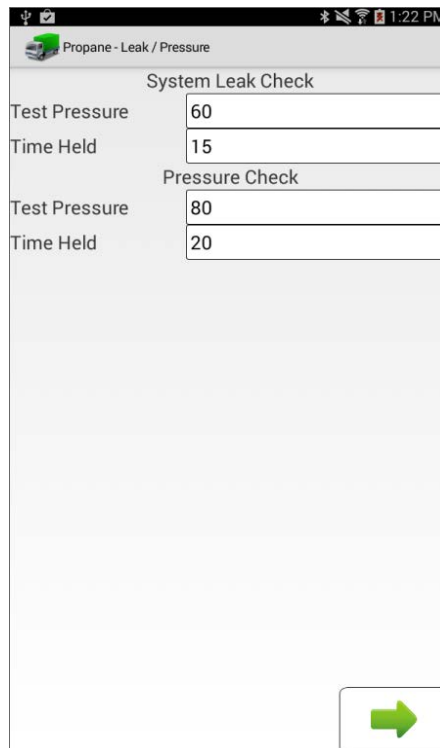 1:22 PM
Propane - Leak / Pressure
System Leak Check
Test Pressure 60
Time Held 15
Pressure Check
Test Pressure 80
Time Held 20